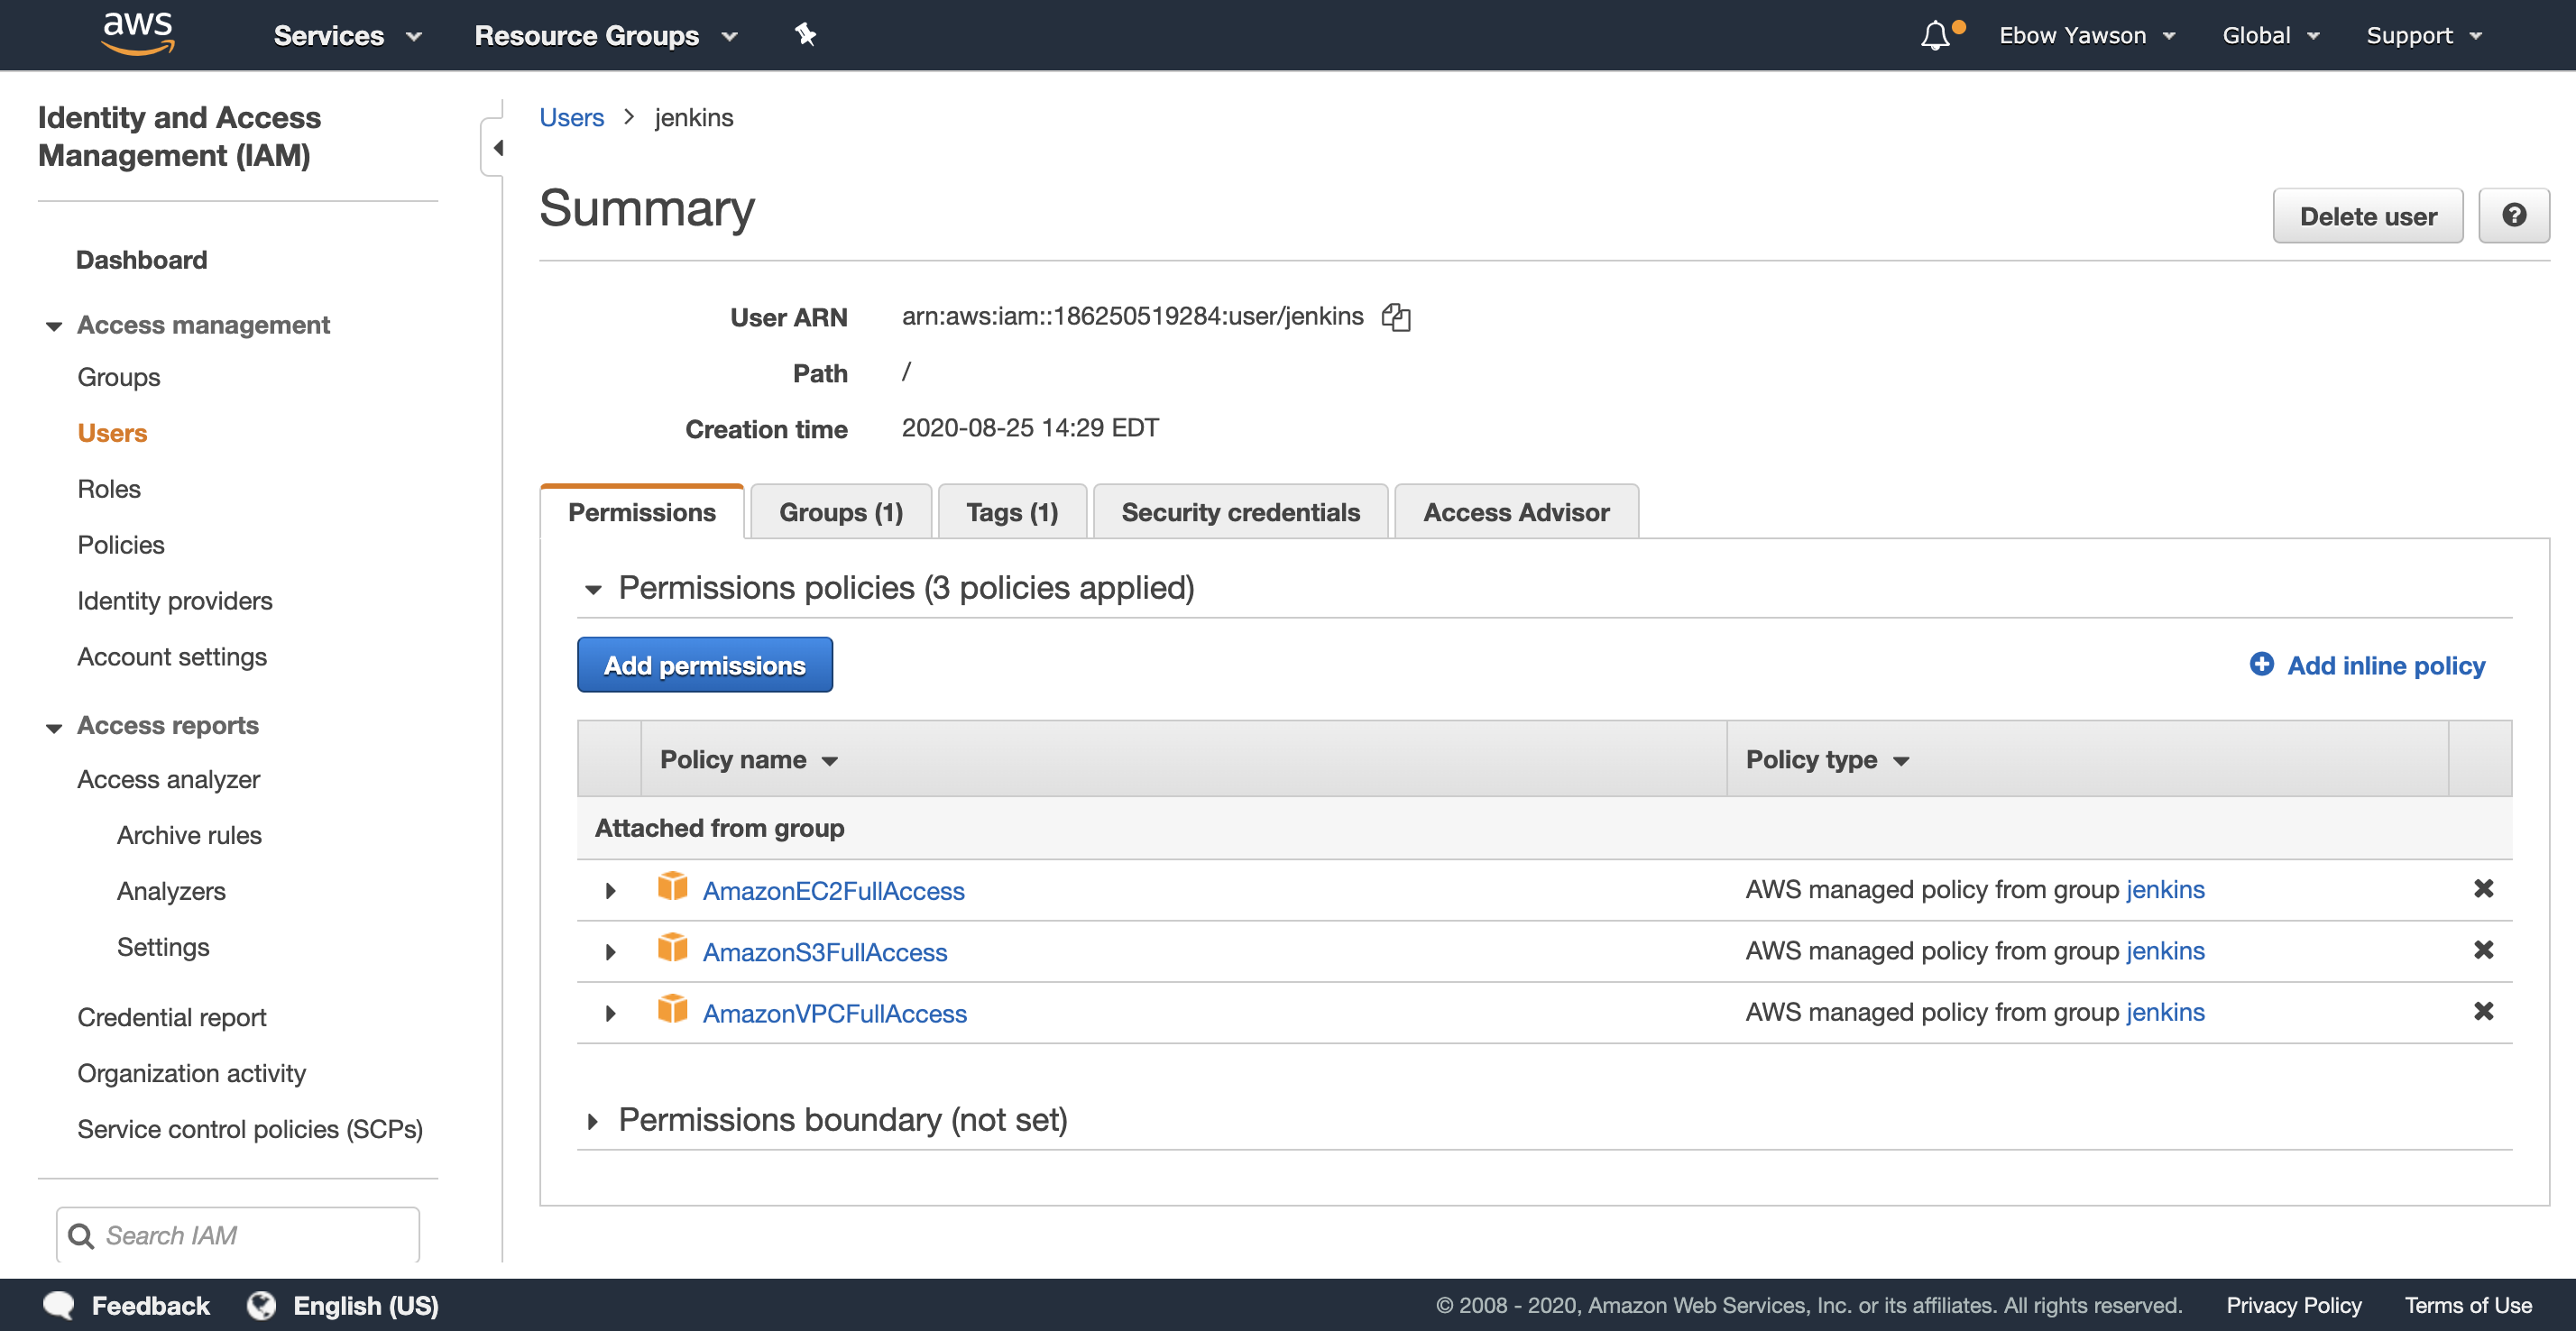 aws Services Resource Groups Ebow Yawson Global Support
Identity and Access
Management (IAM)
Dashboard
Access management
Groups
Users
Roles
Policies
Identity providers
Account settings
Access reports
Access analyzer
Archive rules
Analyzers
Settings
Credential report
Organization activity
Service control policies (SCPs)
Search IAM
Users > jenkins
Summary
Delete user
User ARN arn:aws:iam::186250519284:user/jenkins
Path /
Creation time 2020-08-25 14:29 EDT
Permissions Groups (1) Tags (1) Security credentials Access Advisor
Permissions policies (3 policies applied)
Add permissions Add inline policy
Policy name Policy type
Attached from group
AmazonEC2FullAccess AWS managed policy from group jenkins
AmazonS3FullAccess AWS managed policy from group jenkins
AmazonVPCFullAccess AWS managed policy from group jenkins
Permissions boundary (not set)
Feedback English (US) © 2008 - 2020, Amazon Web Services, Inc. or its affiliates. All rights reserved. Privacy Policy Terms of Use